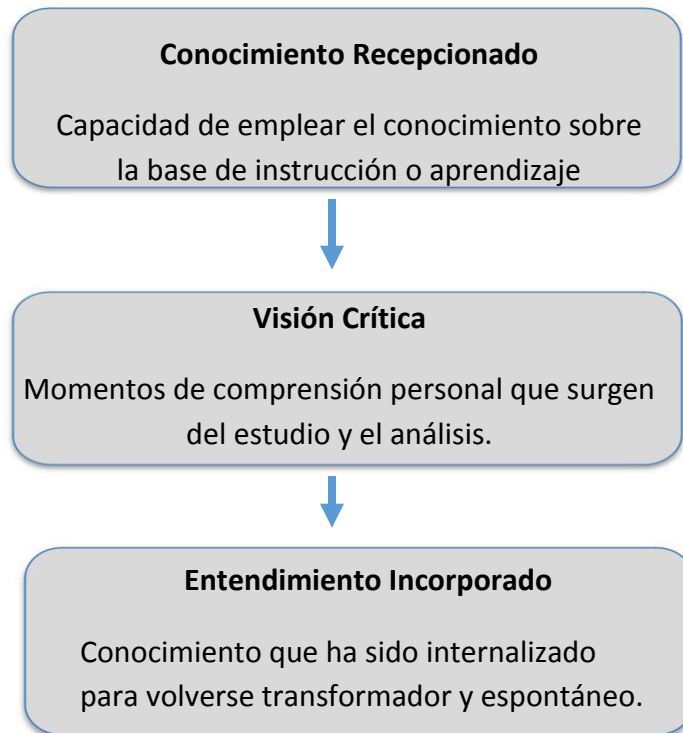 Conocimiento Recepcionado
Capacidad de emplear el conocimiento sobre
la base de instrucción o aprendizaje
Visión Crítica
Momentos de comprensión personal que surgen
del estudio y el análisis.
Entendimiento Incorporado
Conocimiento que ha sido internalizado
para volverse transformador y espontáneo.